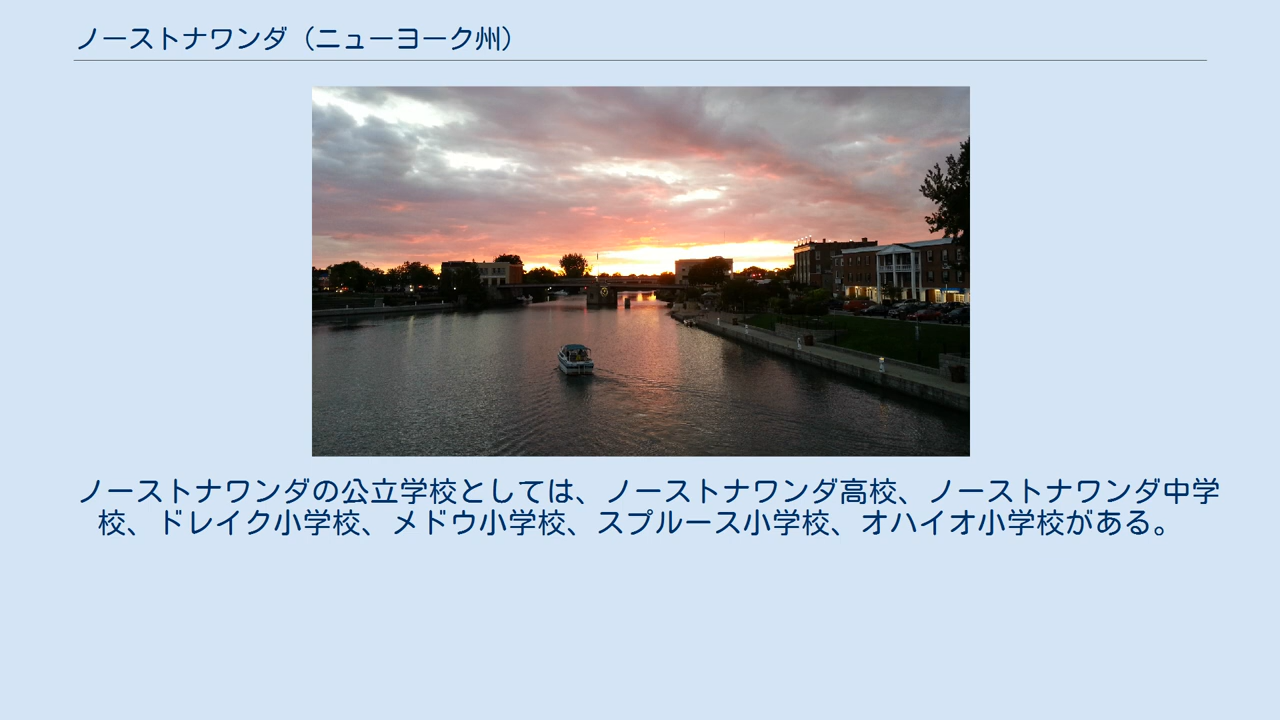 ノーストナワンダ（ニューヨーク州）
ノーストナワンダの公立学校としては、ノーストナワンダ高校、ノーストナワンダ中学
校、ドレイク小学校、メドウ小学校、スプルース小学校、オハイオ小学校がある。